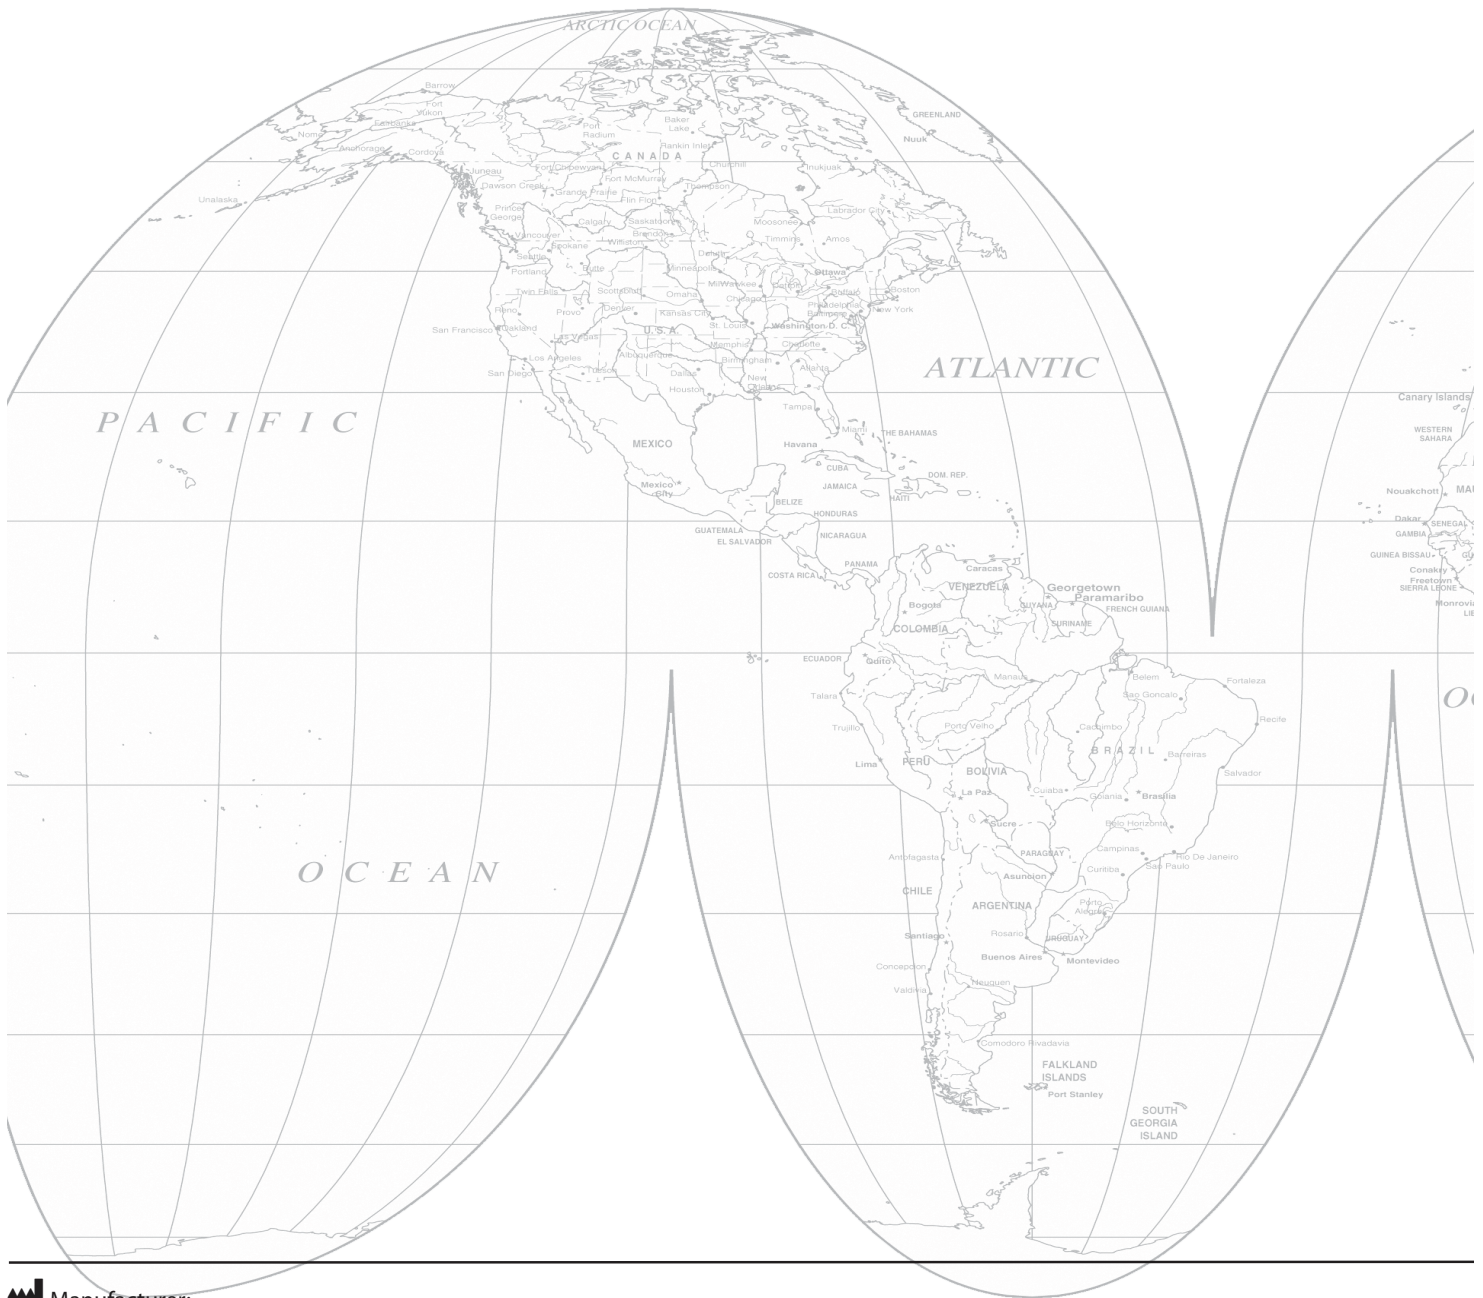 ARCTIC OCEAN
Barrow
Fort
Yukon
Fairbanks
Nome
Anchorage
Cordova
Juneau
Unalaska
GREENLAND
Nuuk
Port
Radium
Baker
Lake
Rankin Inlet
CANADA
Churchill
Inukjuak
Fort Chipewyan
Fort McMurray
Dawson Creek
Grande Prairie
Thompson
Flin Flon
Prince
George
Calgary
Saskatoon
Moosonee
Labrador City
Vancouver
Brandon
Williston
Timmins
Amos
Spokane
Seattle
Duluth
Portland
Butte
Minneapolis
Ottawa
Twin Falls
Scottsbluff
Omaha
Milwaukee
Detroit
Buffalo
Boston
Chicago
Reno
Provo
Denver
Kansas City
Philadelphia
Baltimore
New York
San Francisco
Oakland
U.S.A.
St. Louis
Washington D. C.
Las Vegas
Memphis
Charlotte
Los Angeles
Albuquerque
Birmingham
Atlanta
San Diego
Tucson
Dallas
New
Orleans
Houston
Tampa
ATLANTIC
PACIFIC
Miami
THE BAHAMAS
MEXICO
Havana
CUBA
DOM. REP.
Mexico
City
JAMAICA
HAITI
BELIZE
HONDURAS
GUATEMALA
EL SALVADOR
NICARAGUA
COSTA RICA
PANAMA
Caracas
VENEZUELA
Georgetown
Paramaribo
GUYANA
FRENCH GUIANA
Bogota
SURINAME
COLOMBIA
ECUADOR
Quito
Manaus
Belem
Talara
Sao Goncalo
Fortaleza
Trujillo
Porto Velho
Cachimbo
Recife
Lima
PERU
BRAZIL
Barreiras
BOLIVIA
Salvador
La Paz
Cuiaba
Goiania
Brasilia
Sucre
Belo Horizonte
Antofagasta
PARAGUAY
Campinas
Rio De Janeiro
Sao Paulo
Asuncion
Curitiba
OCEAN
CHILE
ARGENTINA
Porto
Alegre
Santiago
Rosario
URUGUAY
Buenos Aires
Montevideo
Concepcion
Valdivia
Neuquen
Comodoro Rivadavia
FALKLAND
ISLANDS
Port Stanley
SOUTH
GEORGIA
ISLAND
Canary Islands
WESTERN
SAHARA
Nouakchott
MAU
Dakar
SENEGAL
GAMBIA
GUINEA BISSAU
GU
Conakry
Freetown
SIERRA LEONE
Monrovia
LIB
OC
Manufacturer: